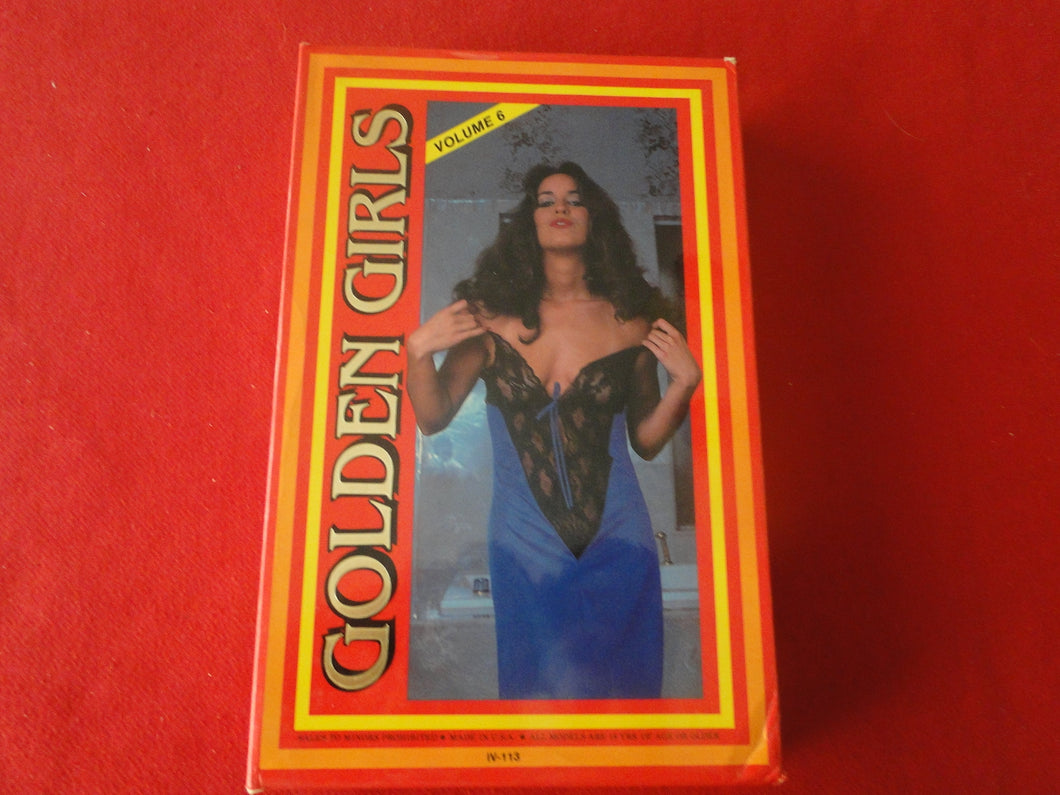 VOLUME 6
GOLDEN GIRLS
SALES TO MINORS PROHIBITED ★ MADE IN U.S.A. ★ ALL MODELS ARE 18 YRS OF AGE OR OLDER
IV-113